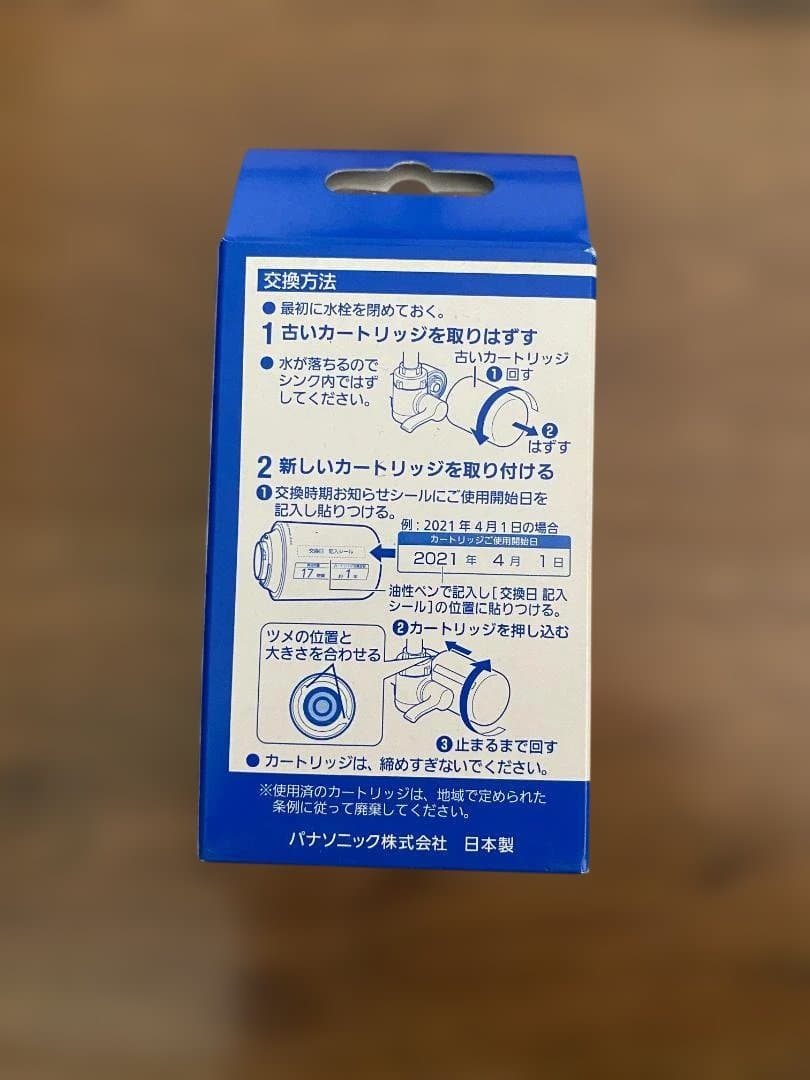 交換方法
● 最初に水栓を閉めておく。
1 古いカートリッジを取りはずす
● 水が落ちるので
シンク内ではず
してください。
古いカートリッジ
❶ 回す
❷
はずす
2 新しいカートリッジを取り付ける
❶ 交換時期お知らせシールにご使用開始日を
記入し貼りつける。
例：2021年4月1日の場合
カートリッジご使用開始日
2021 年 4 月 1 日
交換日 記入シール
17
約1年
油性ペンで記入し[交換日 記入
シール]の位置に貼りつける。
❷カートリッジを押し込む
ツメの位置と
大きさを合わせる
❸止まるまで回す
● カートリッジは、締めすぎないでください。
※使用済のカートリッジは、地域で定められた
条例に従って廃棄してください。
パナソニック株式会社 日本製